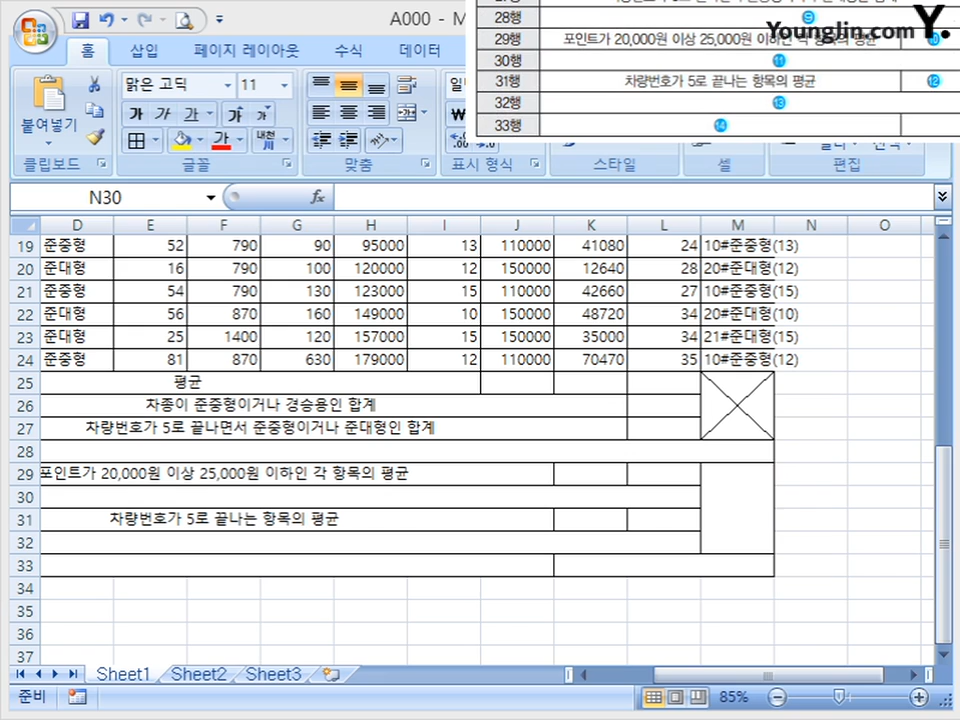 A000 - M
홈 삽입 페이지 레이아웃 수식 데이터
28행 ⑨
Younglin.com Y.
29행 포인트가 20,000원 이상 25,000원 이하인 각 항목의 평균 ⑩
30행 ⑪
31행 차량번호가 5로 끝나는 항목의 평균 ⑫
32행 ⑬
33행 ⑭
붙여넣기 맑은 고딕 11 일
가 가 가 가 가
가 내천 ₩
클립보드 글꼴 맞춤 표시 형식 스타일 셀 편집
N30 fx
D E F G H I J K L M N O
19 준중형 52 790 90 95000 13 110000 41080 24 10#준중형(13)
20 준대형 16 790 100 120000 12 150000 12640 28 20#준대형(12)
21 준중형 54 790 130 123000 15 110000 42660 27 10#준중형(15)
22 준대형 56 870 160 149000 10 150000 48720 34 20#준대형(10)
23 준대형 25 1400 120 157000 15 150000 35000 34 21#준대형(15)
24 준중형 81 870 630 179000 12 110000 70470 35 10#준중형(12)
25 평균
26 차종이 준중형이거나 경승용인 합계
27 차량번호가 5로 끝나면서 준중형이거나 준대형인 합계
28
29 포인트가 20,000원 이상 25,000원 이하인 각 항목의 평균
30
31 차량번호가 5로 끝나는 항목의 평균
32
33
34
35
36
37
Sheet1 Sheet2 Sheet3
준비 85%